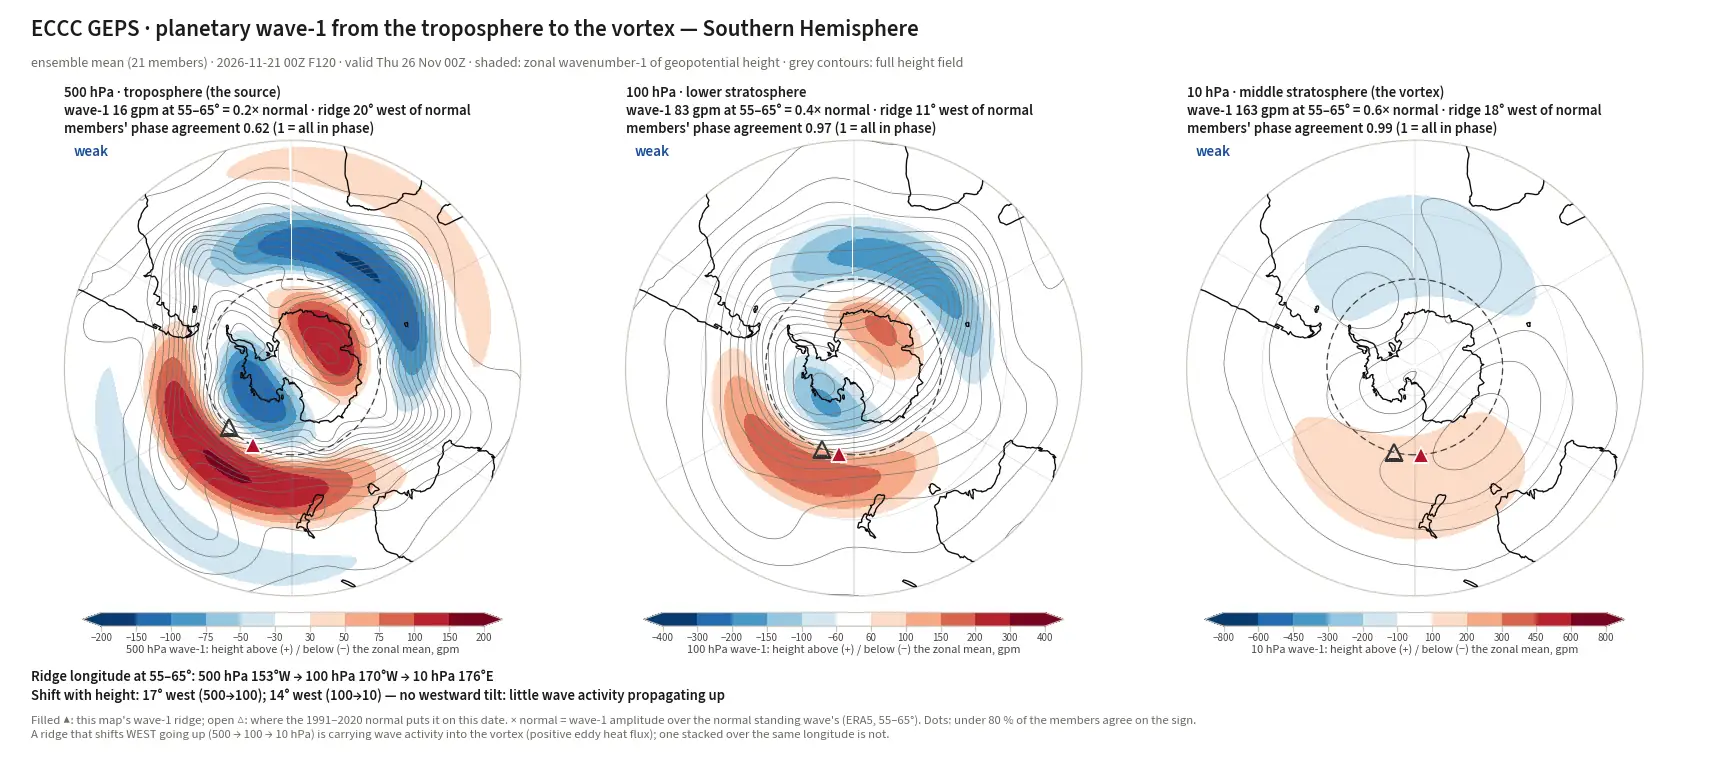 ECCC GEPS · planetary wave-1 from the troposphere to the vortex — Southern Hemisphere
ensemble mean (21 members) · 2026-11-21 00Z F120 · valid Thu 26 Nov 00Z · shaded: zonal wavenumber-1 of geopotential height · grey contours: full height field
500 hPa · troposphere (the source)
wave-1 16 gpm at 55–65° = 0.2× normal · ridge 20° west of normal
members' phase agreement 0.62 (1 = all in phase)
weak
100 hPa · lower stratosphere
wave-1 83 gpm at 55–65° = 0.4× normal · ridge 11° west of normal
members' phase agreement 0.97 (1 = all in phase)
weak
10 hPa · middle stratosphere (the vortex)
wave-1 163 gpm at 55–65° = 0.6× normal · ridge 18° west of normal
members' phase agreement 0.99 (1 = all in phase)
weak
−200 −150 −100 −75 −50 −30 30 50 75 100 150 200
500 hPa wave-1: height above (+) / below (−) the zonal mean, gpm
−400 −300 −200 −150 −100 −60 60 100 150 200 300 400
100 hPa wave-1: height above (+) / below (−) the zonal mean, gpm
−800 −600 −450 −300 −200 −100 100 200 300 450 600 800
10 hPa wave-1: height above (+) / below (−) the zonal mean, gpm
Ridge longitude at 55–65°: 500 hPa 153°W → 100 hPa 170°W → 10 hPa 176°E
Shift with height: 17° west (500→100); 14° west (100→10) — no westward tilt: little wave activity propagating up
Filled ▲: this map's wave-1 ridge; open △: where the 1991–2020 normal puts it on this date. × normal = wave-1 amplitude over the normal standing wave's (ERA5, 55–65°). Dots: under 80 % of the members agree on the sign.
A ridge that shifts WEST going up (500 → 100 → 10 hPa) is carrying wave activity into the vortex (positive eddy heat flux); one stacked over the same longitude is not.